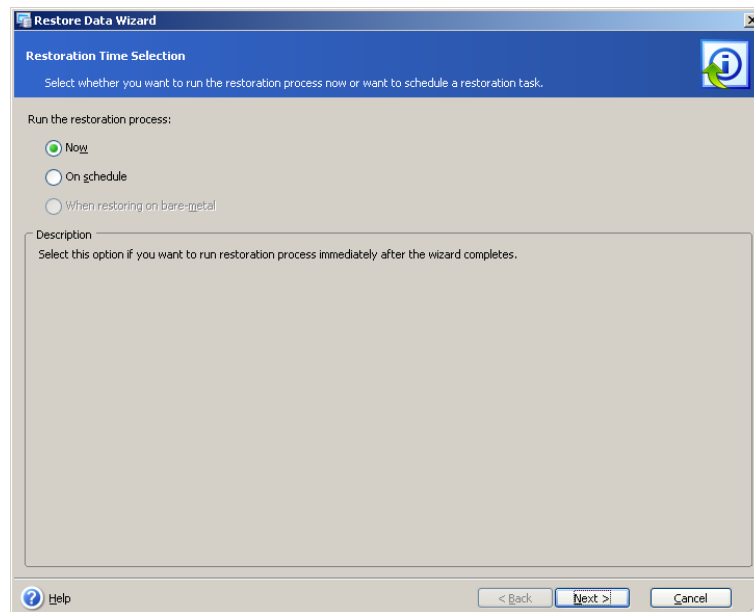 Restore Data Wizard
Restoration Time Selection
Select whether you want to run the restoration process now or want to schedule a restoration task.
Run the restoration process:
Now
On schedule
When restoring on bare-metal
Description
Select this option if you want to run restoration process immediately after the wizard completes.
Help
< Back
Next >
Cancel